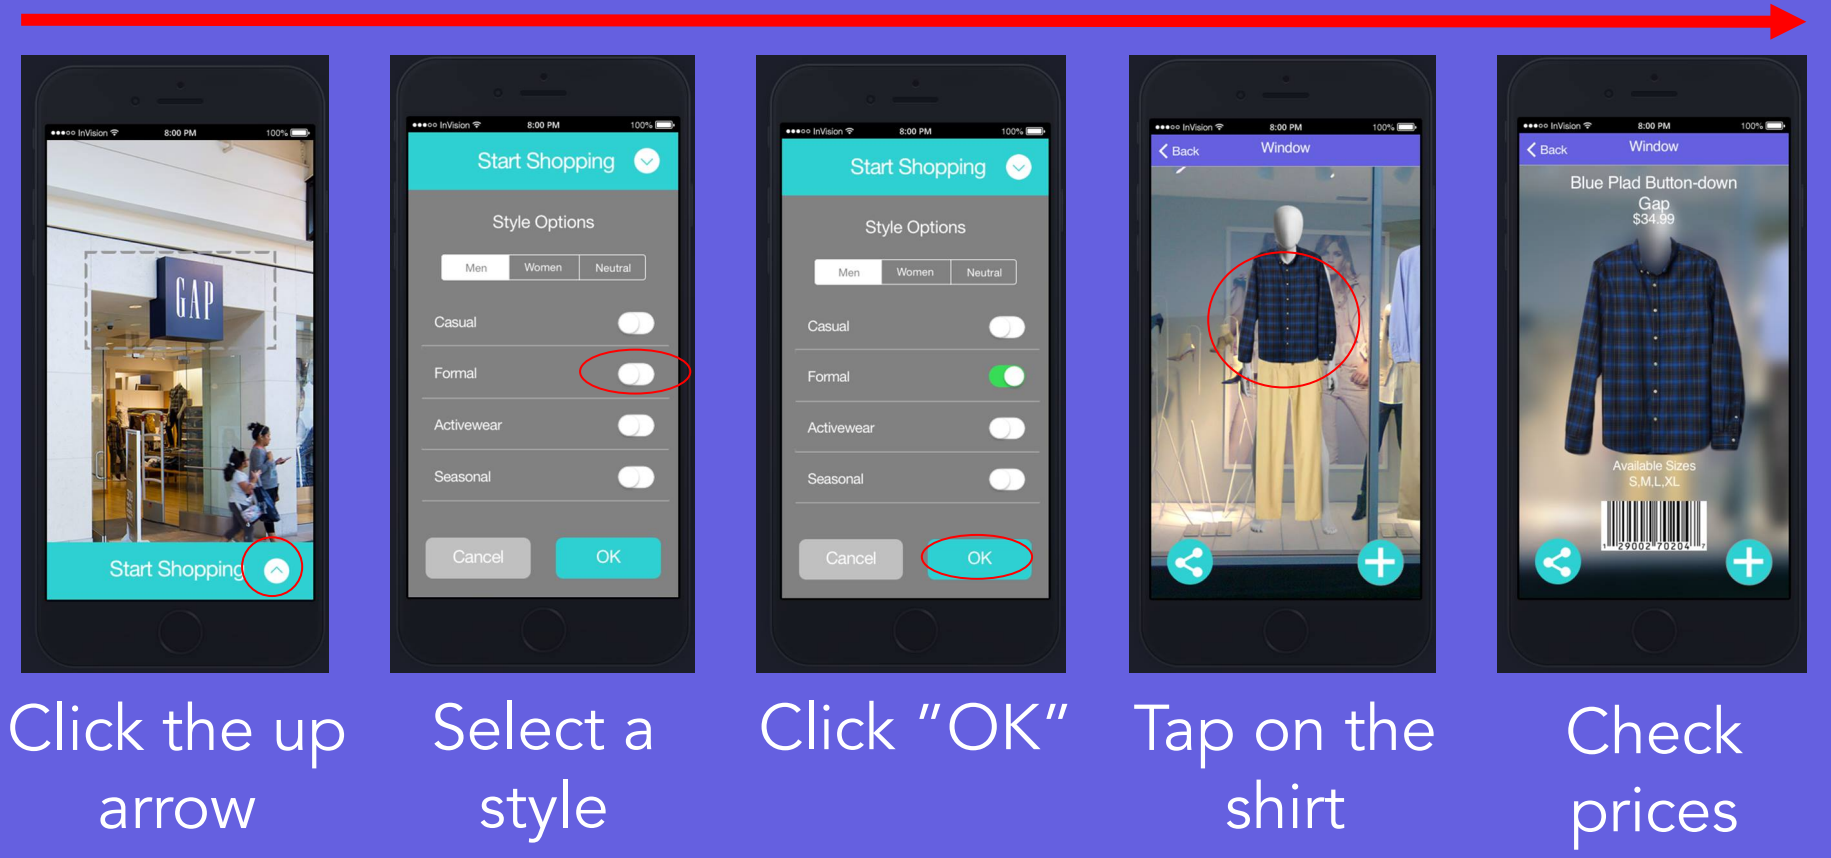 InVision
8:00 PM
100%
GAP
Start Shopping
InVision
8:00 PM
100%
Start Shopping
Style Options
Men
Women
Neutral
Casual
Formal
Activewear
Seasonal
Cancel
OK
InVision
8:00 PM
100%
Start Shopping
Style Options
Men
Women
Neutral
Casual
Formal
Activewear
Seasonal
Cancel
OK
InVision
8:00 PM
100%
Back
Window
InVision
8:00 PM
100%
Back
Window
Blue Plad Button-down
Gap
$34.99
Available Sizes
S,M,L,XL
1 29002 70204 7
Click the up
arrow
Select a
style
Click "OK"
Tap on the
shirt
Check
prices